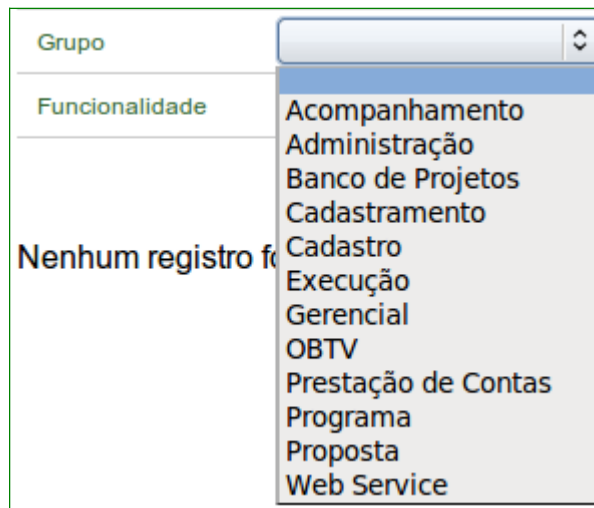 Grupo
Funcionalidade
Acompanhamento
Administração
Banco de Projetos
Cadastramento
Cadastro
Execução
Gerencial
OBTV
Prestação de Contas
Programa
Proposta
Web Service
Nenhum registro